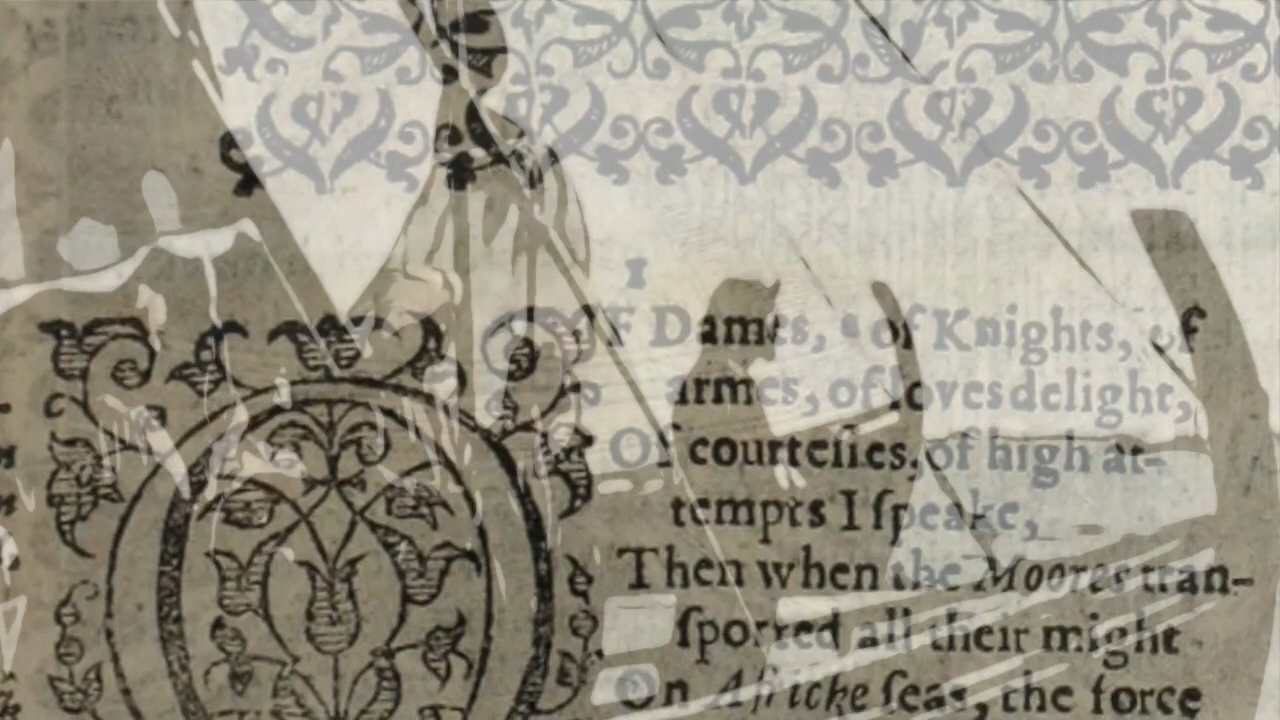 I
OF Dames, of Knights, of
armes, of loves delight,
Of courteſies, of high at-
tempts I ſpeake,
Then when the Moores tran-
ſported all their might
On Africke ſeas, the force